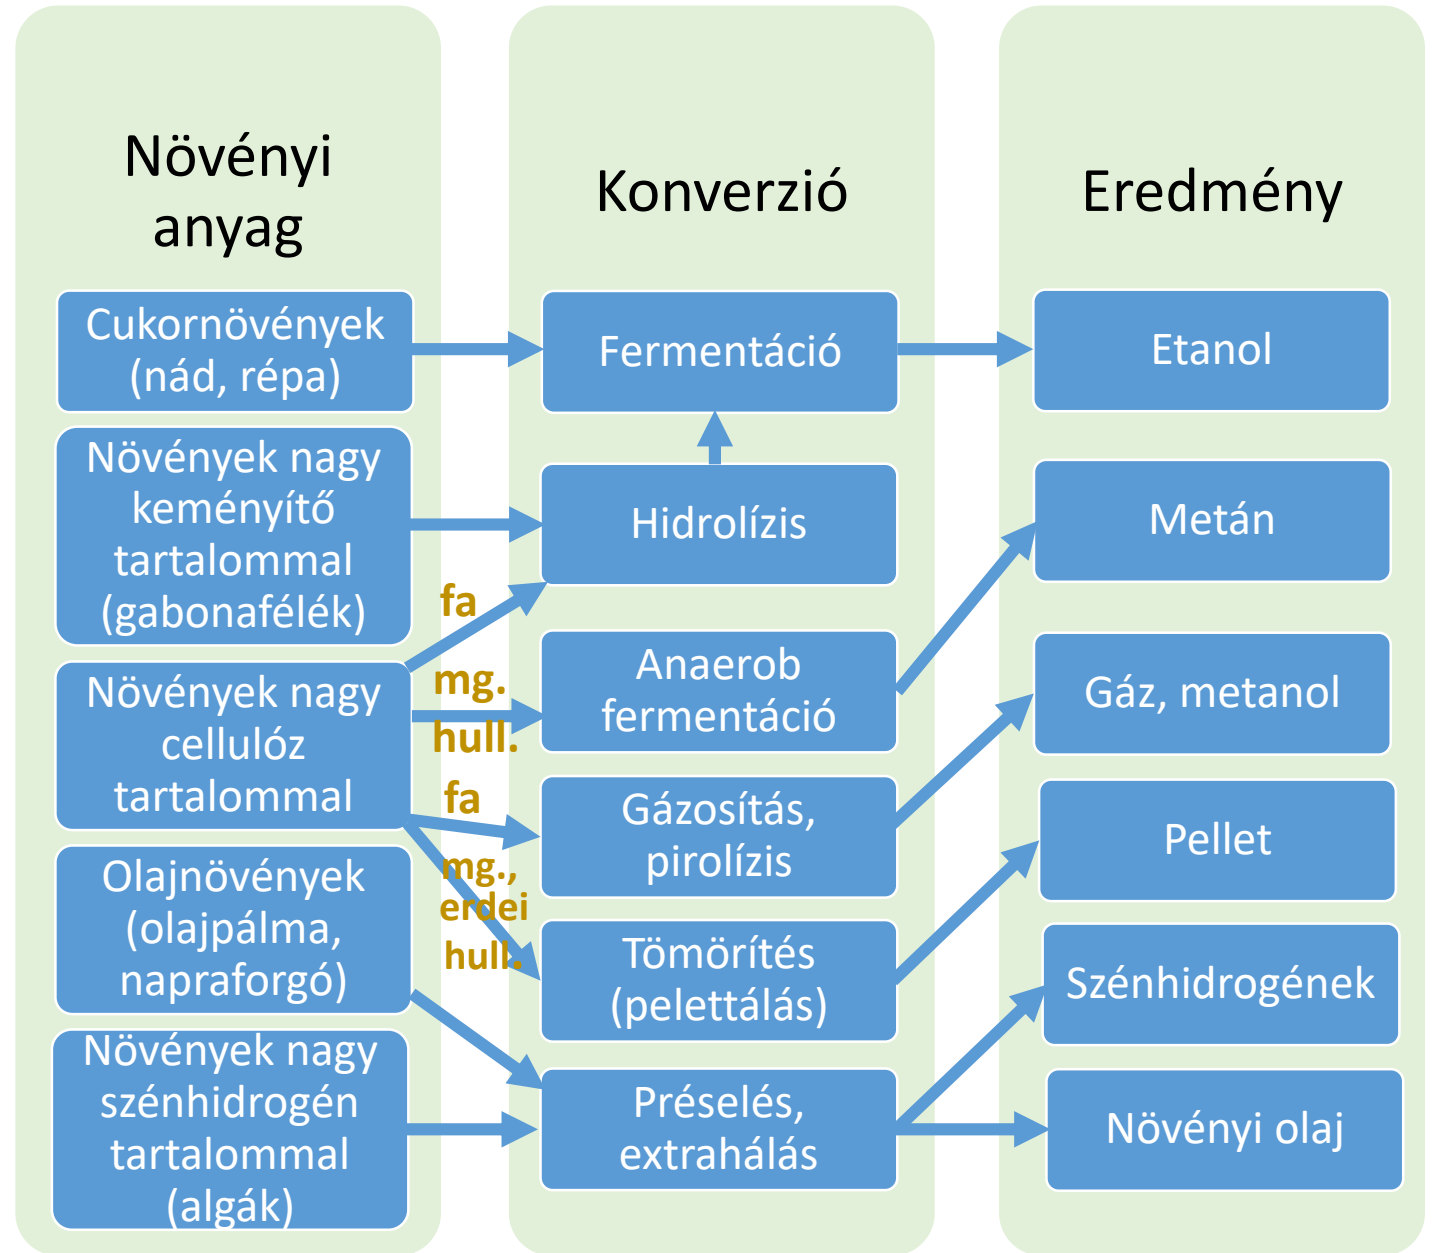 Növényi
anyag
Cukornövények
(nád, répa)
Növények nagy
keményítő
tartalommal
(gabonafélék)
Növények nagy
cellulóz
tartalommal
Olajnövények
(olajpálma,
napraforgó)
Növények nagy
szénhidrogén
tartalommal
(algák)
fa
mg.
hull.
fa
mg.,
erdei
hull.
Konverzió
Fermentáció
Hidrolízis
Anaerob
fermentáció
Gázosítás,
pirolízis
Tömörítés
(pelettálás)
Préselés,
extrahálás
Eredmény
Etanol
Metán
Gáz, metanol
Pellet
Szénhidrogének
Növényi olaj